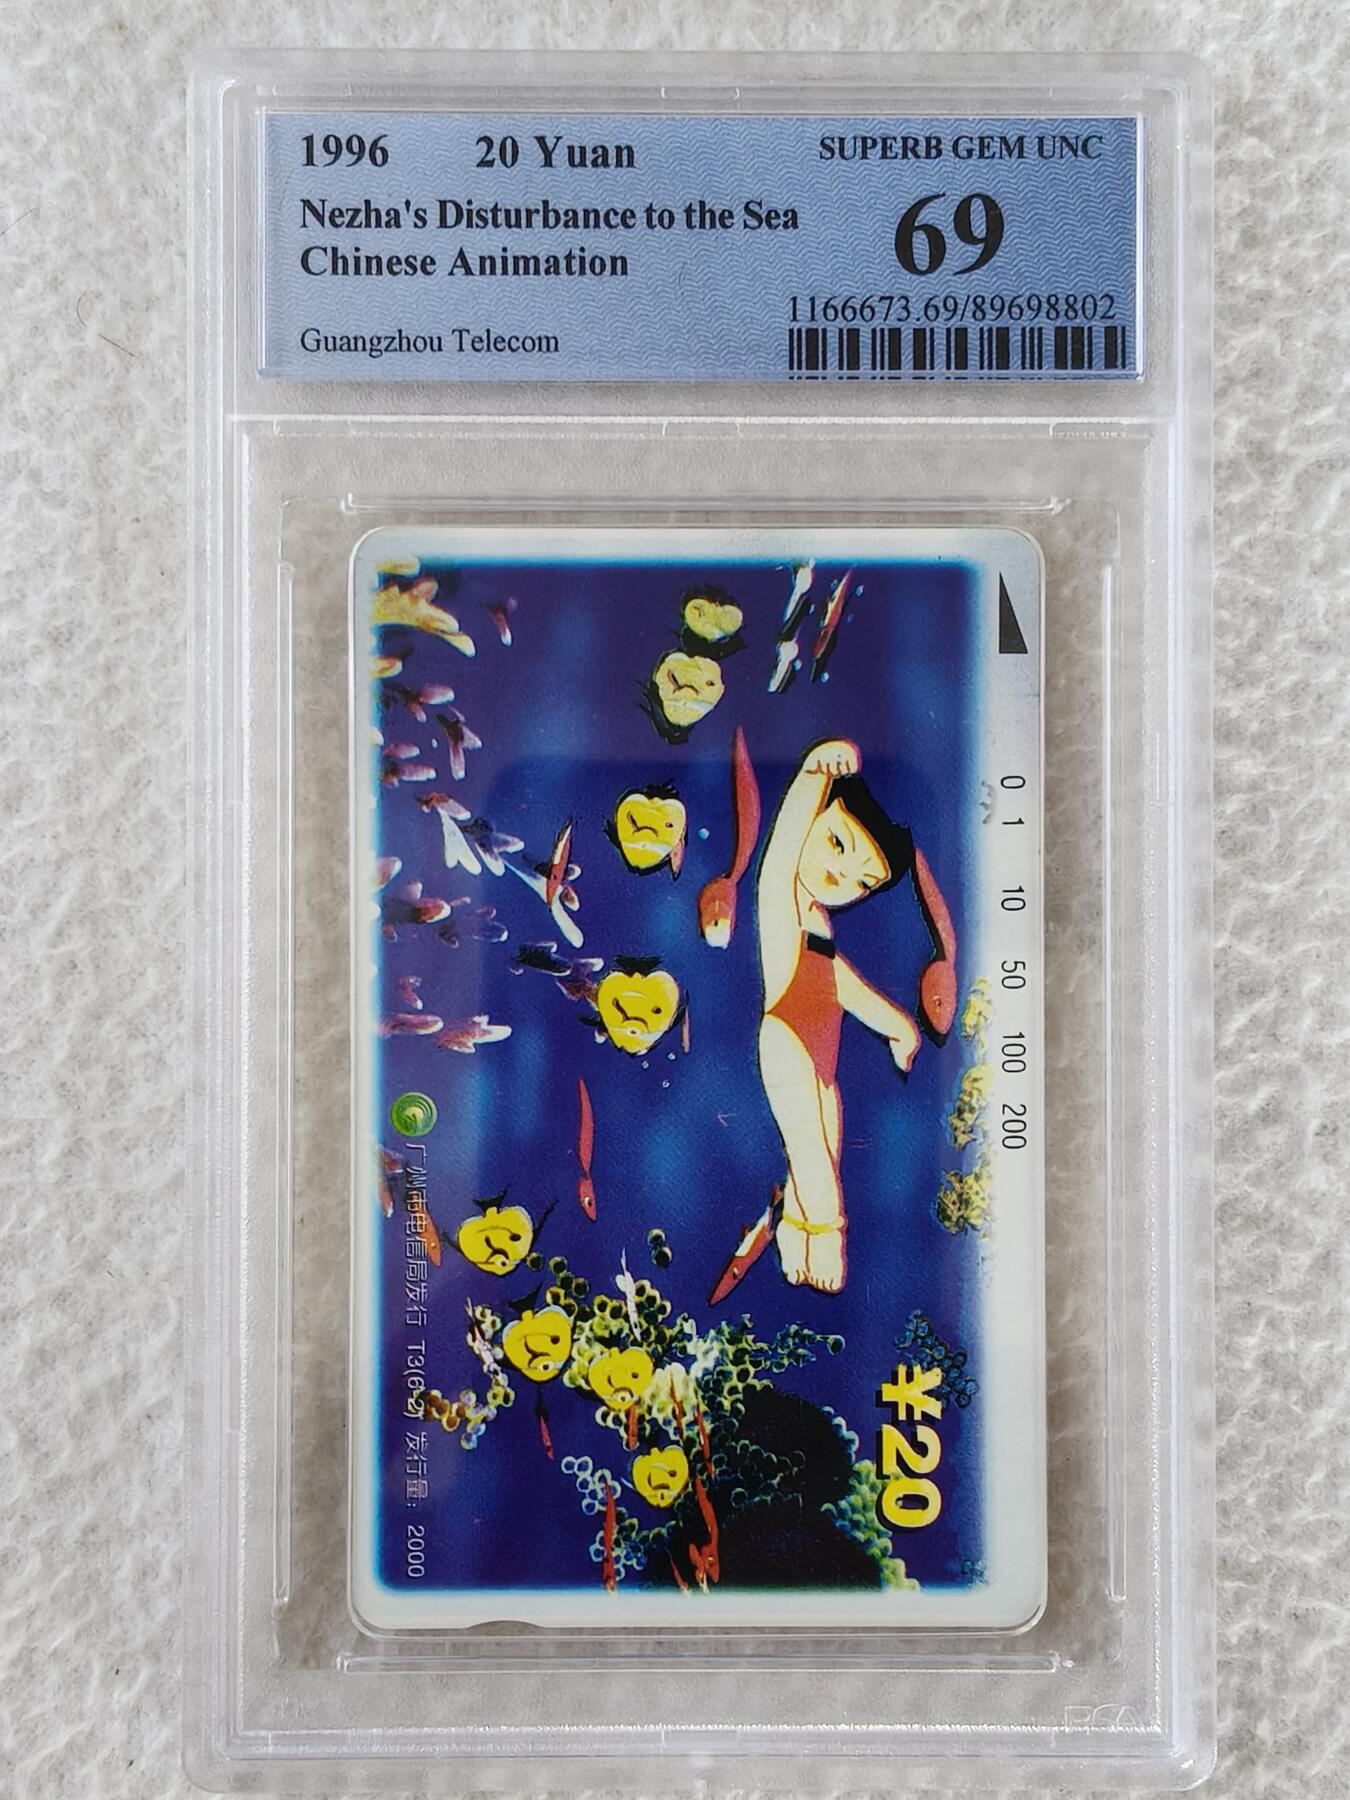 1996 20 Yuan SUPERB GEM UNC
Nezha's Disturbance to the Sea 69
Chinese Animation
1166673.69/89698802
Guangzhou Telecom
0 1 10 50 100 200
¥20
广州市电信局发行 T3(6-2) 发行量: 2000